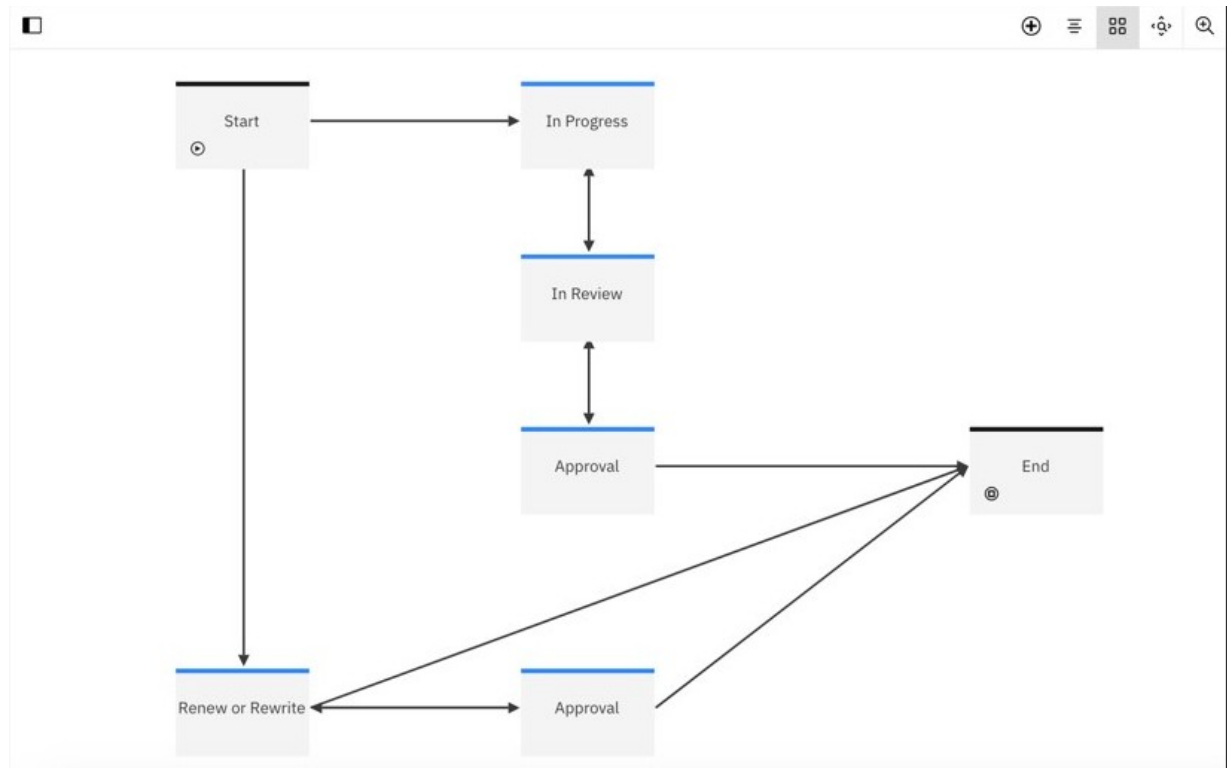 Start
In Progress
In Review
Approval
End
Renew or Rewrite
Approval